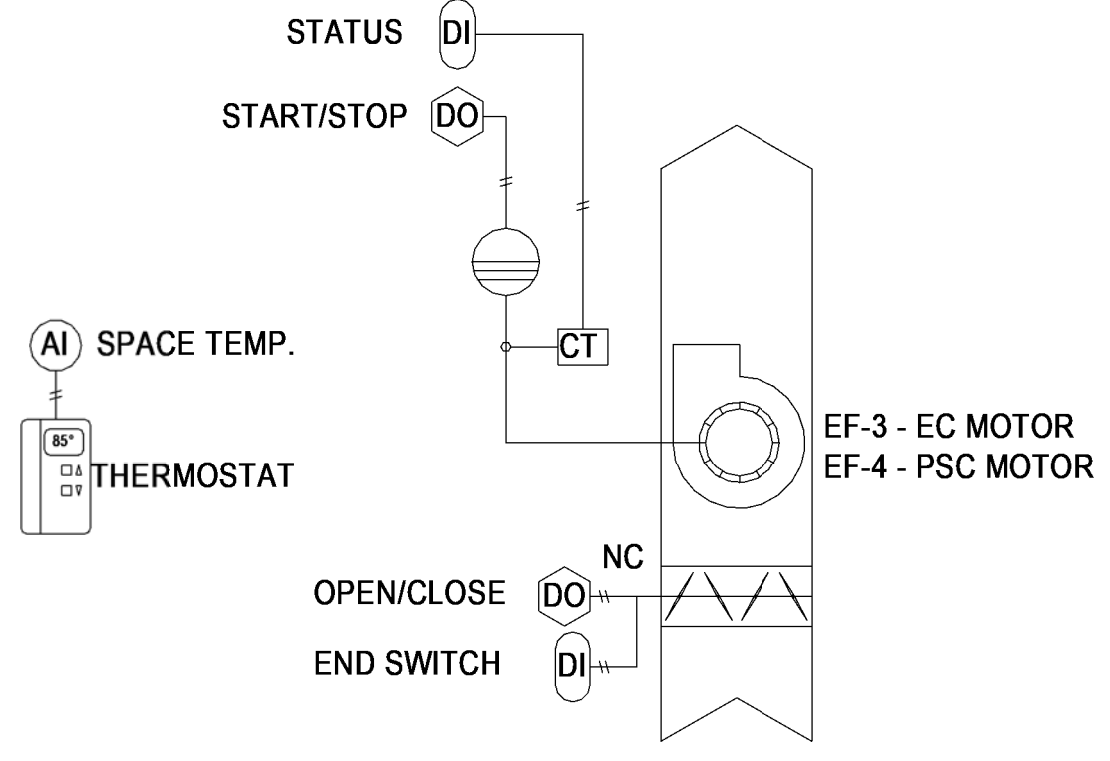 STATUS DI
START/STOP DO
AI SPACE TEMP.
CT
85°
THERMOSTAT
EF-3 - EC MOTOR
EF-4 - PSC MOTOR
NC
OPEN/CLOSE DO
END SWITCH DI